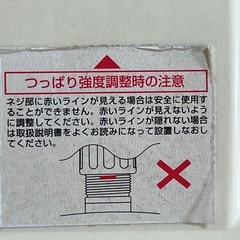 つっぱり強度調整時の注意
ネジ部に赤いラインが見える場合は安全に使用す
ることができません。赤いラインが見えないよう
に調整してください。赤いラインが隠れない場合
は取扱説明書をよくお読みになって設置しなおし
てください。